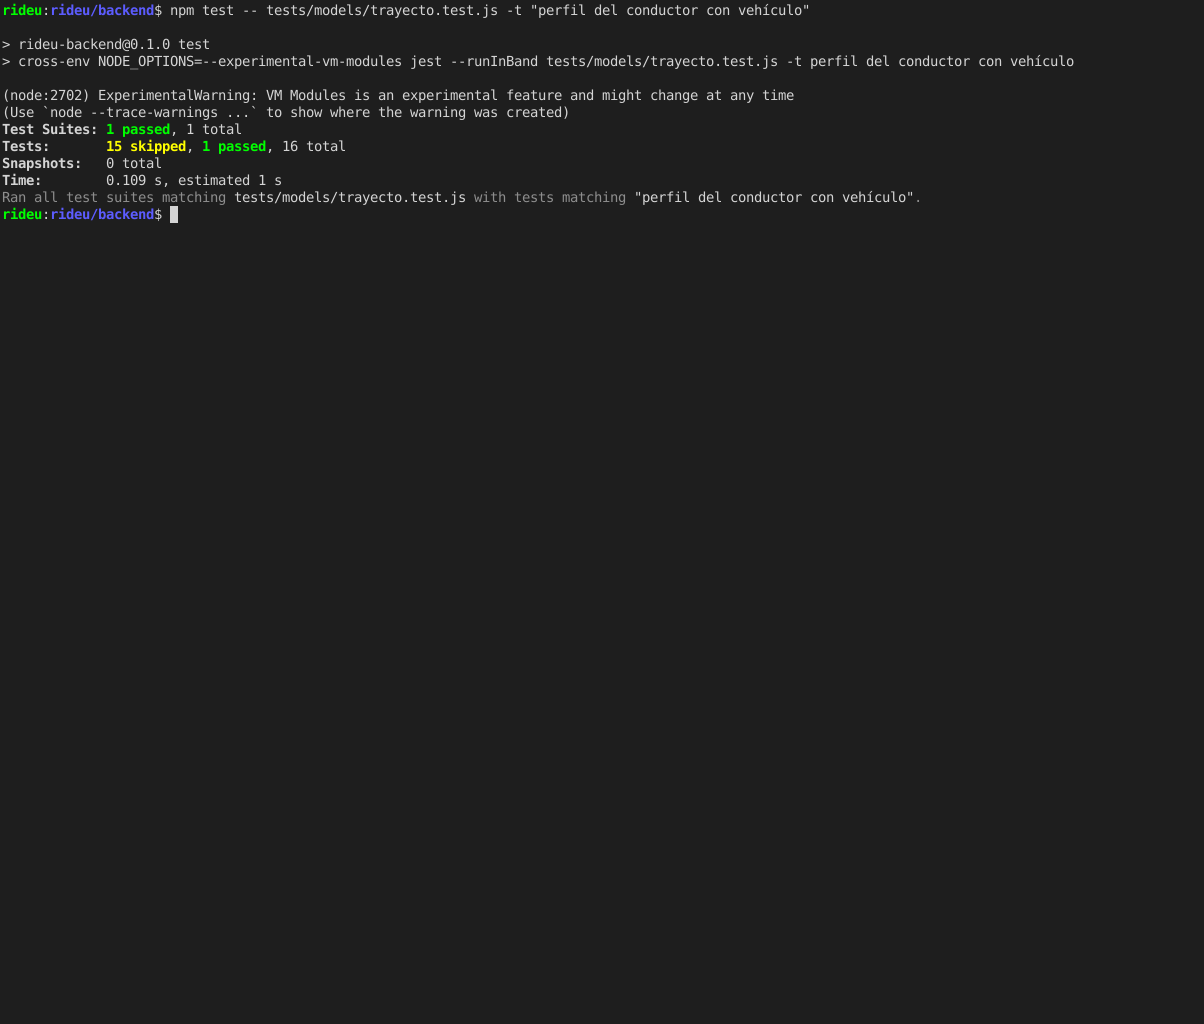 rideu:rideu/backend$ npm test -- tests/models/trayecto.test.js -t "perfil del conductor con vehículo"
> rideu-backend@0.1.0 test
> cross-env NODE_OPTIONS=--experimental-vm-modules jest --runInBand tests/models/trayecto.test.js -t perfil del conductor con vehículo
(node:2702) ExperimentalWarning: VM Modules is an experimental feature and might change at any time
(Use `node --trace-warnings ...` to show where the warning was created)
Test Suites: 1 passed, 1 total
Tests:       15 skipped, 1 passed, 16 total
Snapshots:   0 total
Time:        0.109 s, estimated 1 s
Ran all test suites matching tests/models/trayecto.test.js with tests matching "perfil del conductor con vehículo".
rideu:rideu/backend$